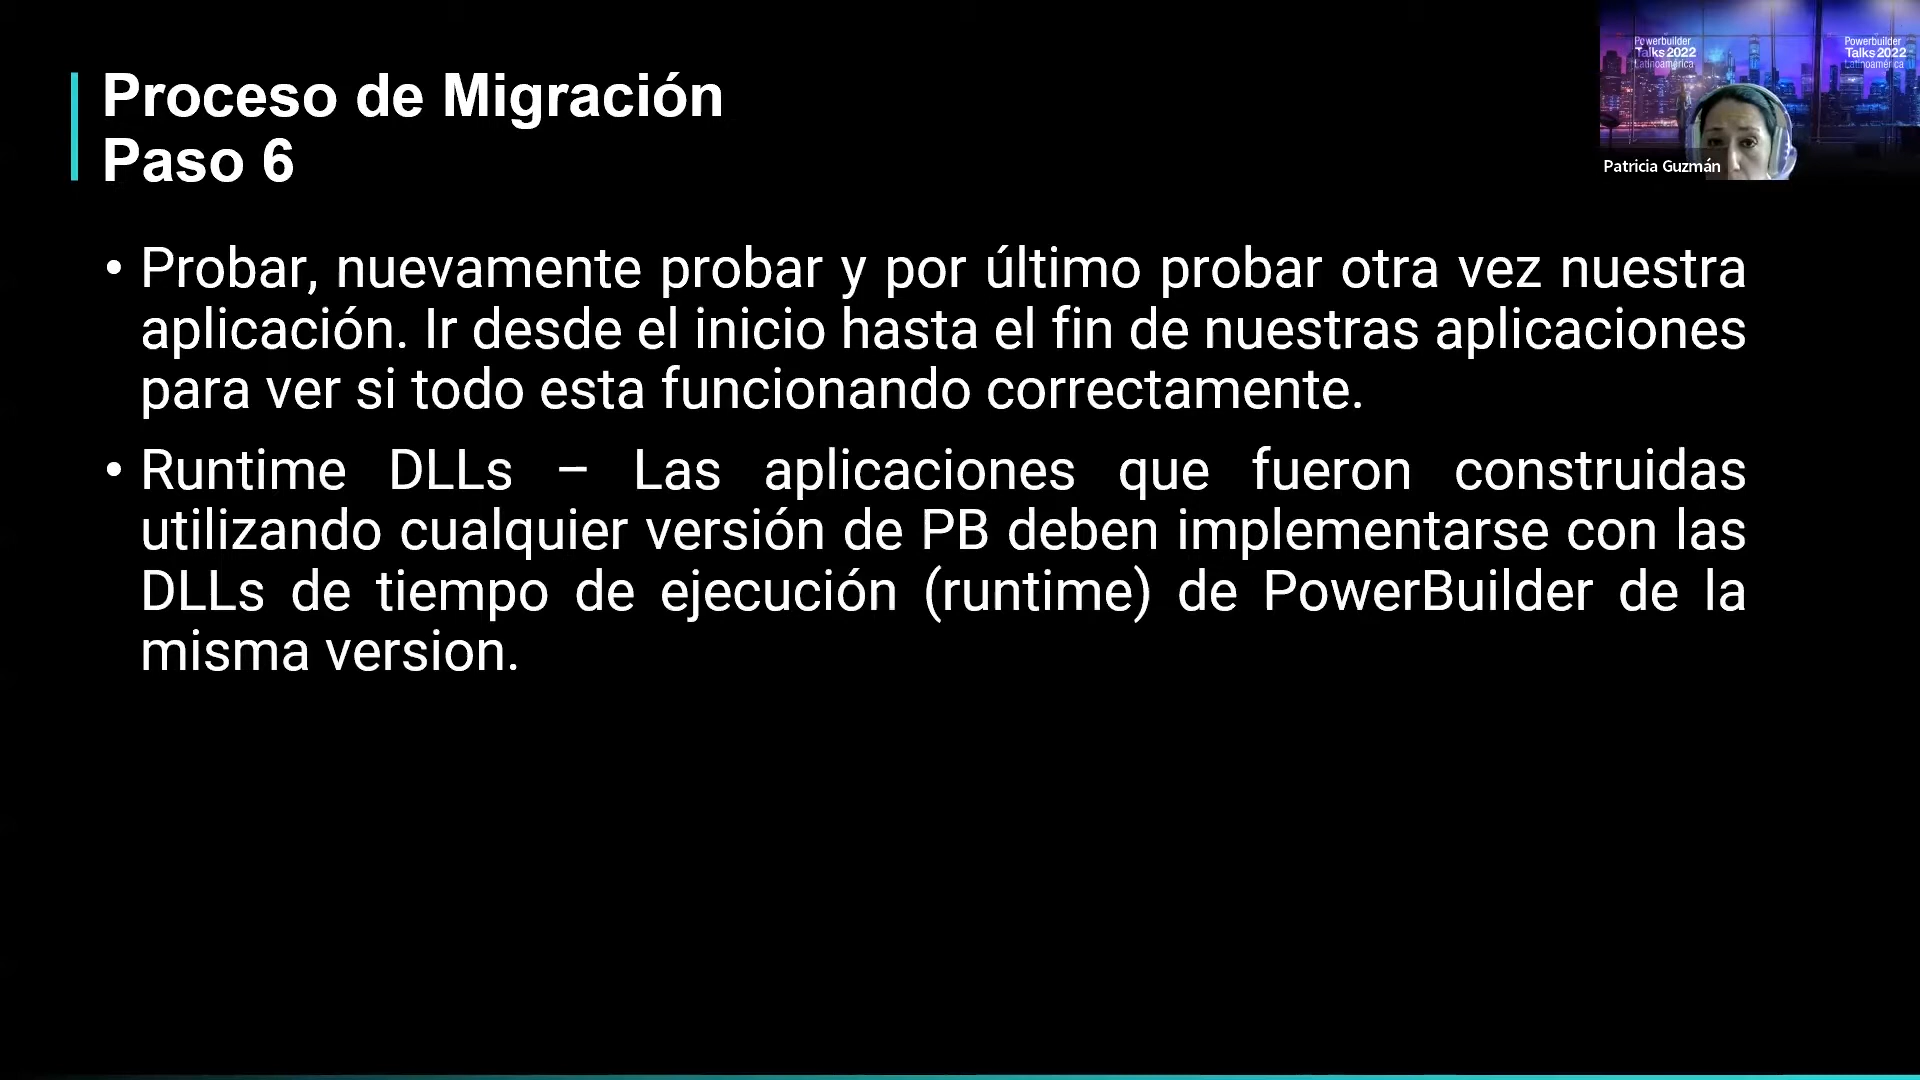 Proceso de Migración
Paso 6
Powerbuilder
Talks 2022
Latinoamérica
Powerbuilder
Talks 2022
Latinoamérica
Patricia Guzmán
• Probar, nuevamente probar y por último probar otra vez nuestra
aplicación. Ir desde el inicio hasta el fin de nuestras aplicaciones
para ver si todo esta funcionando correctamente.
• Runtime DLLs – Las aplicaciones que fueron construidas
utilizando cualquier versión de PB deben implementarse con las
DLLs de tiempo de ejecución (runtime) de PowerBuilder de la
misma version.